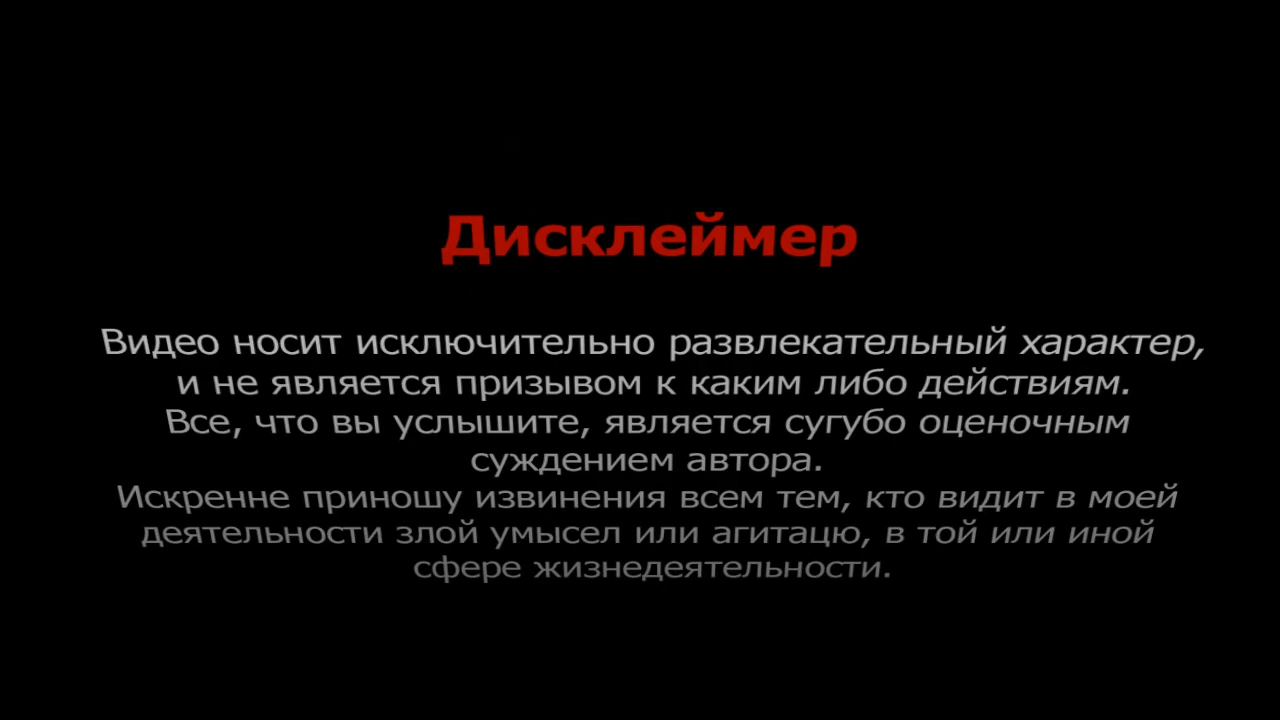 Дисклеймер
Видео носит исключительно развлекательный характер,
и не является призывом к каким либо действиям.
Все, что вы услышите, является сугубо оценочным
суждением автора.
Искренне приношу извинения всем тем, кто видит в моей
деятельности злой умысел или агитацю, в той или иной
сфере жизнедеятельности.